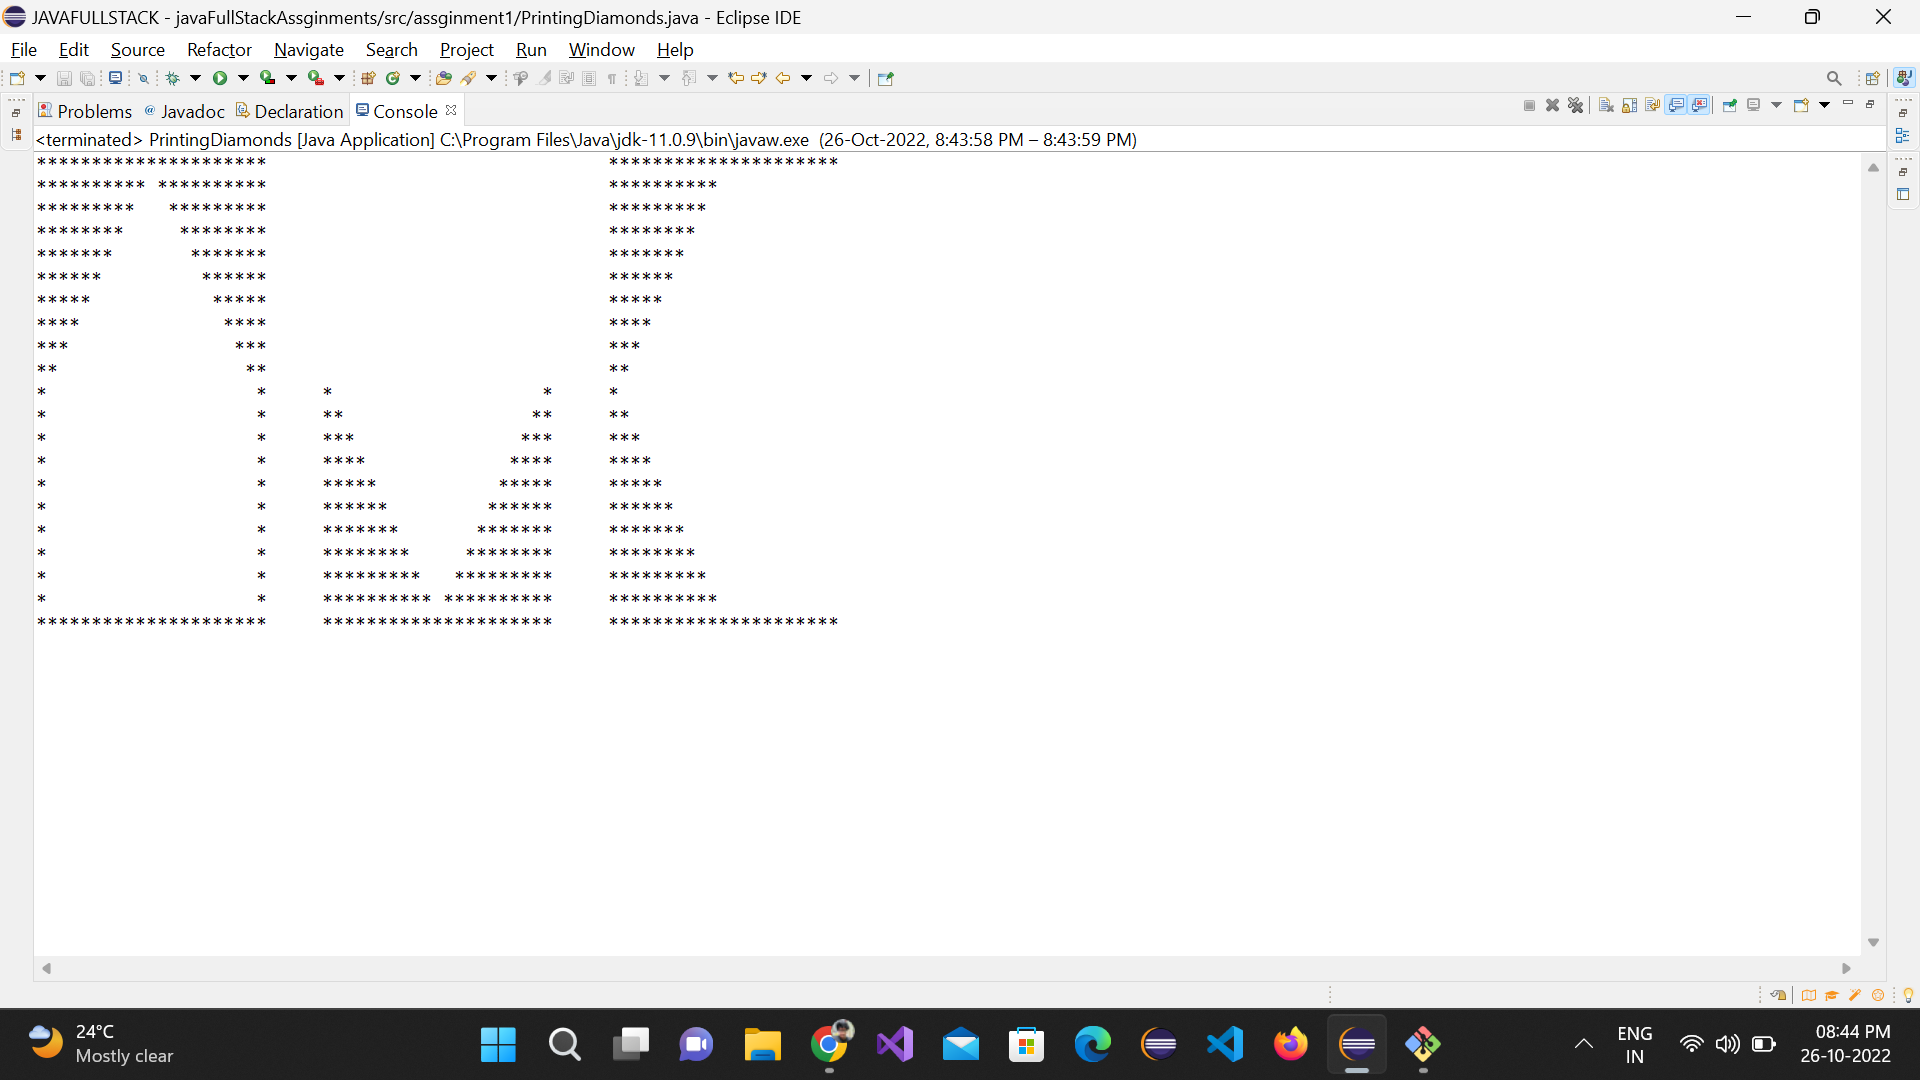 JAVAFULLSTACK - javaFullStackAssginments/src/assginment1/PrintingDiamonds.java - Eclipse IDE
File Edit Source Refactor Navigate Search Project Run Window Help
Problems @ Javadoc Declaration Console
<terminated> PrintingDiamonds [Java Application] C:\Program Files\Java\jdk-11.0.9\bin\javaw.exe (26-Oct-2022, 8:43:58 PM – 8:43:59 PM)
*********************                               *********************
********** **********                               **********
*********   *********                               *********
********     ********                               ********
*******       *******                               *******
******         ******                               ******
*****           *****                               *****
****             ****                               ****
***               ***                               ***
**                 **                               **
*                   *     *                   *     *
*                   *     **                 **     **
*                   *     ***               ***     ***
*                   *     ****             ****     ****
*                   *     *****           *****     *****
*                   *     ******         ******     ******
*                   *     *******       *******     *******
*                   *     ********     ********     ********
*                   *     *********   *********     *********
*                   *     ********** **********     **********
*********************     *********************     *********************
24°C
Mostly clear
ENG
IN
08:44 PM
26-10-2022